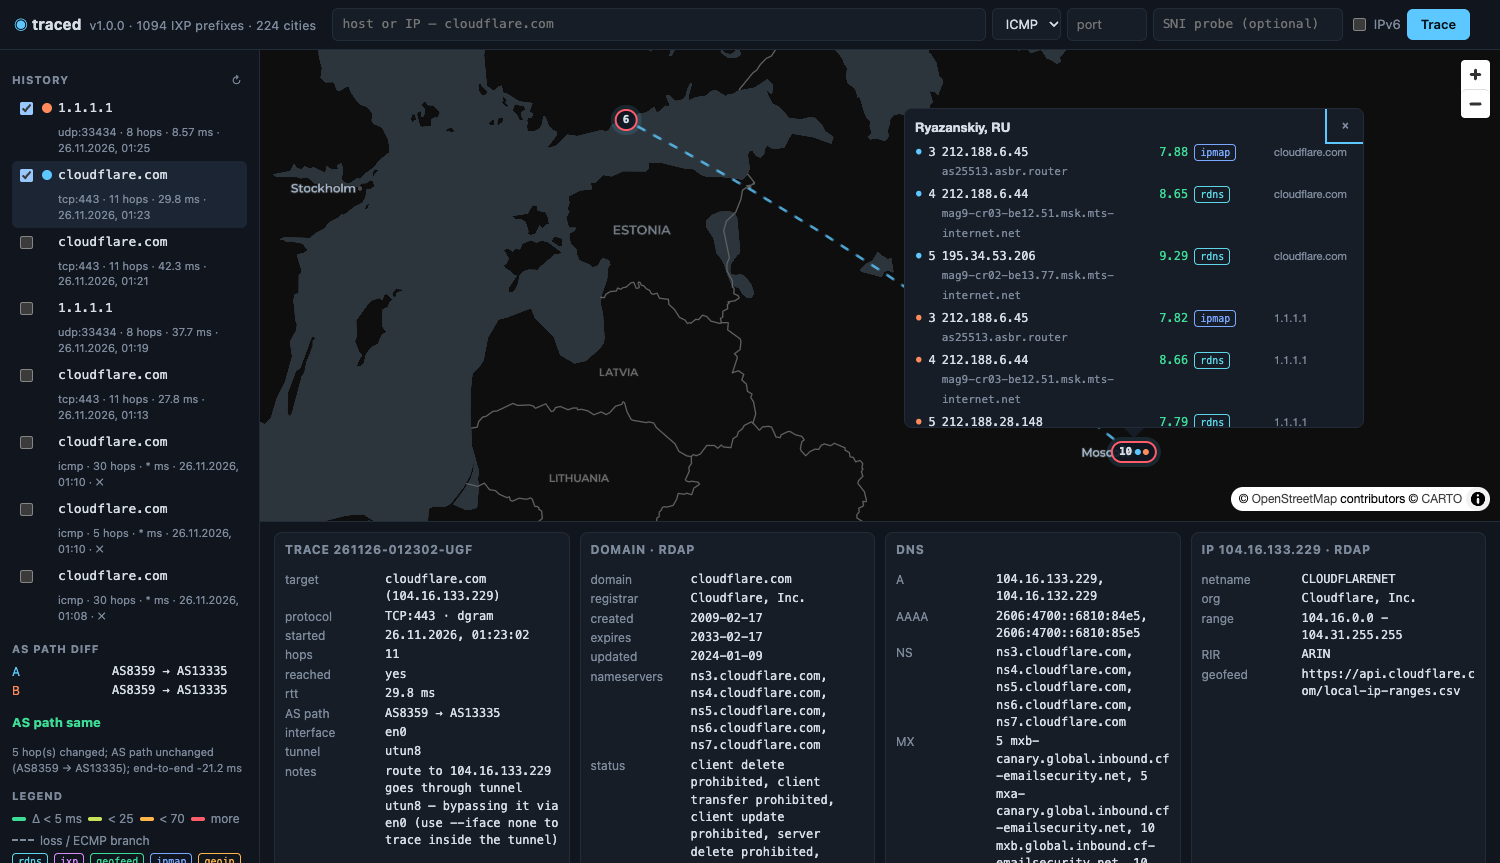 traced v1.0.0 · 1094 IXP prefixes · 224 cities
host or IP — cloudflare.com
ICMP
port
SNI probe (optional)
IPv6
Trace
HISTORY
1.1.1.1
udp:33434 · 8 hops · 8.57 ms ·
26.11.2026, 01:25
cloudflare.com
tcp:443 · 11 hops · 29.8 ms ·
26.11.2026, 01:23
cloudflare.com
tcp:443 · 11 hops · 42.3 ms ·
26.11.2026, 01:21
1.1.1.1
udp:33434 · 8 hops · 37.7 ms ·
26.11.2026, 01:19
cloudflare.com
tcp:443 · 11 hops · 27.8 ms ·
26.11.2026, 01:13
cloudflare.com
icmp · 30 hops · * ms · 26.11.2026,
01:10 · ✕
cloudflare.com
icmp · 5 hops · * ms · 26.11.2026,
01:10 · ✕
cloudflare.com
icmp · 30 hops · * ms · 26.11.2026,
01:08 · ✕
AS PATH DIFF
A AS8359 → AS13335
B AS8359 → AS13335
AS path same
5 hop(s) changed; AS path unchanged
(AS8359 → AS13335); end-to-end -21.2 ms
LEGEND
Δ < 5 ms < 25 < 70 more
loss / ECMP branch
rdns ixp geofeed ipmap geoip
6
Stockholm
ESTONIA
LATVIA
LITHUANIA
Mosc
10
+
−
Ryazanskiy, RU
×
3 212.188.6.45 7.88 ipmap cloudflare.com
as25513.asbr.router
4 212.188.6.44 8.65 rdns cloudflare.com
mag9-cr03-be12.51.msk.mts-
internet.net
5 195.34.53.206 9.29 rdns cloudflare.com
mag9-cr02-be13.77.msk.mts-
internet.net
3 212.188.6.45 7.82 ipmap 1.1.1.1
as25513.asbr.router
4 212.188.6.44 8.66 rdns 1.1.1.1
mag9-cr03-be12.51.msk.mts-
internet.net
5 212.188.28.148 7.79 rdns 1.1.1.1
© OpenStreetMap contributors © CARTO
TRACE 261126-012302-UGF
target cloudflare.com
(104.16.133.229)
protocol TCP:443 · dgram
started 26.11.2026, 01:23:02
hops 11
reached yes
rtt 29.8 ms
AS path AS8359 → AS13335
interface en0
tunnel utun8
notes route to 104.16.133.229
goes through tunnel
utun8 — bypassing it via
en0 (use --iface none to
trace inside the tunnel)
DOMAIN · RDAP
domain cloudflare.com
registrar Cloudflare, Inc.
created 2009-02-17
expires 2033-02-17
updated 2024-01-09
nameservers ns3.cloudflare.com,
ns4.cloudflare.com,
ns5.cloudflare.com,
ns6.cloudflare.com,
ns7.cloudflare.com
status client delete
prohibited, client
transfer prohibited,
client update
prohibited, server
delete prohibited,
DNS
A 104.16.133.229,
104.16.132.229
AAAA 2606:4700::6810:84e5,
2606:4700::6810:85e5
NS ns3.cloudflare.com,
ns4.cloudflare.com,
ns5.cloudflare.com,
ns6.cloudflare.com,
ns7.cloudflare.com
MX 5 mxb-
canary.global.inbound.cf
-emailsecurity.net, 5
mxa-
canary.global.inbound.cf
-emailsecurity.net, 10
mxb.global.inbound.cf-
emailsecurity.net, 10
IP 104.16.133.229 · RDAP
netname CLOUDFLARENET
org Cloudflare, Inc.
range 104.16.0.0 –
104.31.255.255
RIR ARIN
geofeed https://api.cloudflare.c
om/local-ip-ranges.csv